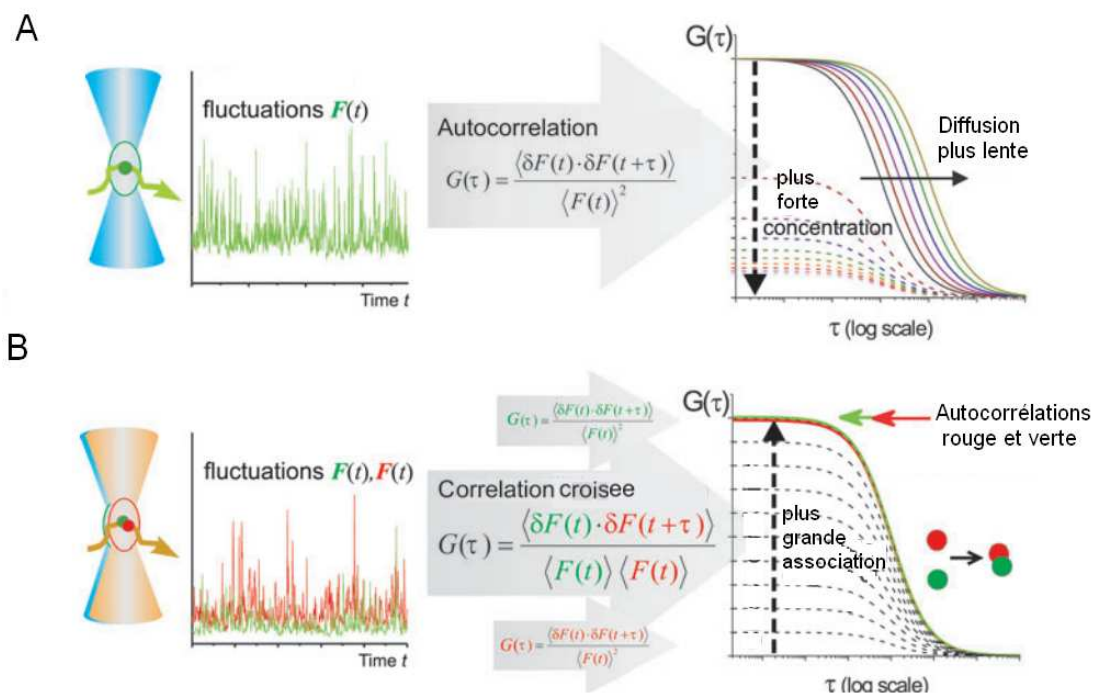 A
fluctuations F(t)
Time t
Autocorrelation
G(τ) = ⟨δF(t)·δF(t+τ)⟩ / ⟨F(t)⟩²
G(τ)
Diffusion
plus lente
plus
forte
concentration
τ (log scale)
B
fluctuations F(t),F(t)
Time t
G(τ) = ⟨δF(t)·δF(t+τ)⟩ / ⟨F(t)⟩²
Correlation croisee
G(τ) = ⟨δF(t)·δF(t+τ)⟩ / ⟨F(t)⟩ ⟨F(t)⟩
G(τ) = ⟨δF(t)·δF(t+τ)⟩ / ⟨F(t)⟩²
G(τ)
Autocorrélations
rouge et verte
plus
grande
association
τ (log scale)